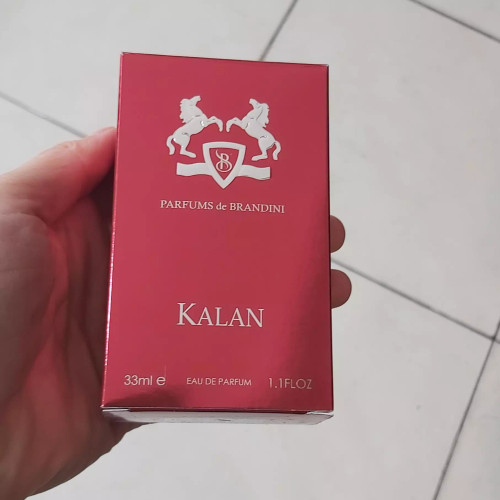 B
PARFUMS de BRANDINI
KALAN
33ml e EAU DE PARFUM 1.1FLOZ